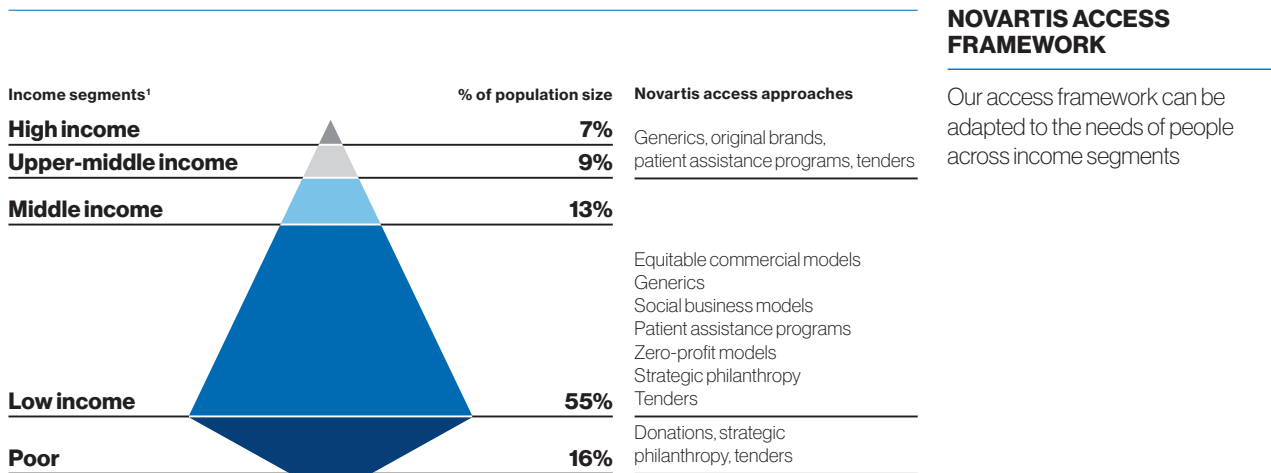 NOVARTIS ACCESS
FRAMEWORK
Our access framework can be
adapted to the needs of people
across income segments
Income segments¹
% of population size
Novartis access approaches
High income
7%
Upper-middle income
9%
Generics, original brands,
patient assistance programs, tenders
Middle income
13%
Low income
55%
Equitable commercial models
Generics
Social business models
Patient assistance programs
Zero-profit models
Strategic philanthropy
Tenders
Poor
16%
Donations, strategic
philanthropy, tenders